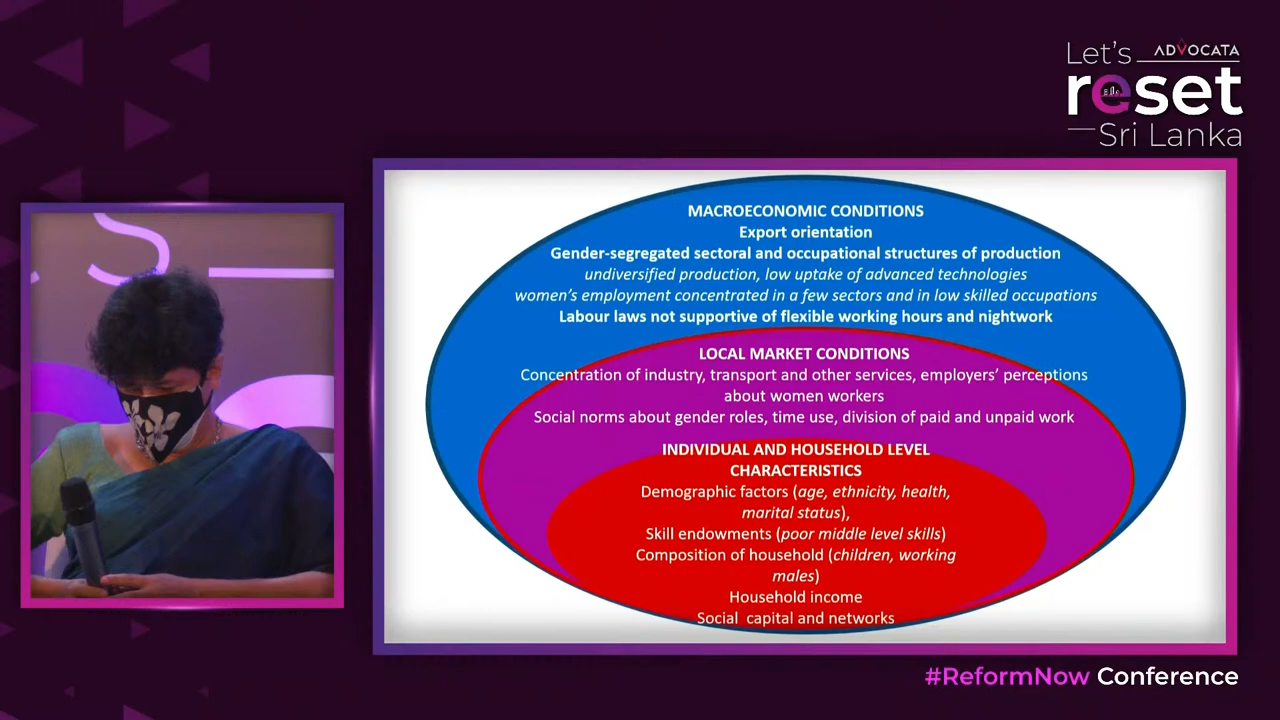 Let's
ADVOCATA
reset
Sri Lanka
MACROECONOMIC CONDITIONS
Export orientation
Gender-segregated sectoral and occupational structures of production
undiversified production, low uptake of advanced technologies
women's employment concentrated in a few sectors and in low skilled occupations
Labour laws not supportive of flexible working hours and nightwork
LOCAL MARKET CONDITIONS
Concentration of industry, transport and other services, employers' perceptions
about women workers
Social norms about gender roles, time use, division of paid and unpaid work
INDIVIDUAL AND HOUSEHOLD LEVEL
CHARACTERISTICS
Demographic factors (age, ethnicity, health,
marital status),
Skill endowments (poor middle level skills)
Composition of household (children, working
males)
Household income
Social capital and networks
#ReformNow Conference